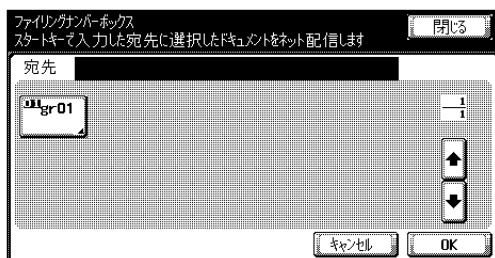 ファイリングナンバーボックス
閉じる
スタートキーで入力した宛先に選択したドキュメントをネット配信します
宛先
gr01
1
1
キャンセル
OK